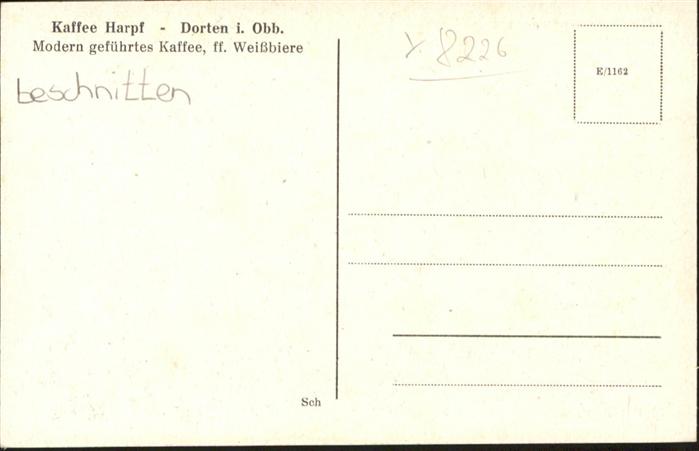 Kaffee Harpf - Dorten i. Obb.
Modern geführtes Kaffee, ff. Weißbiere
beschnitten
8226
E/1162
Sch